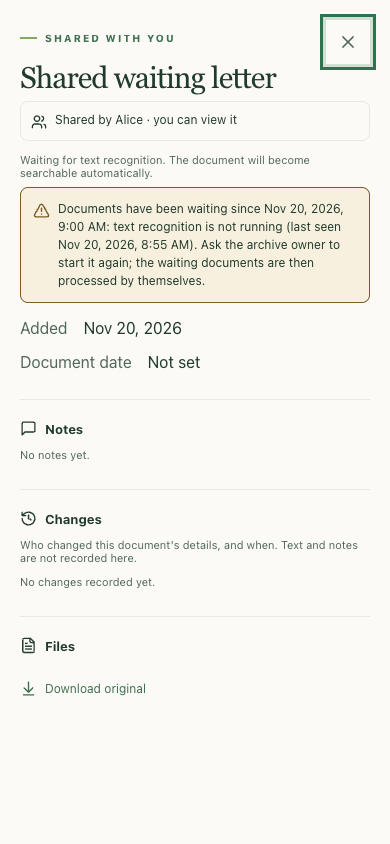 SHARED WITH YOU
Shared waiting letter
Shared by Alice · you can view it
Waiting for text recognition. The document will become
searchable automatically.
Documents have been waiting since Nov 20, 2026,
9:00 AM: text recognition is not running (last seen
Nov 20, 2026, 8:55 AM). Ask the archive owner to
start it again; the waiting documents are then
processed by themselves.
Added Nov 20, 2026
Document date Not set
Notes
No notes yet.
Changes
Who changed this document's details, and when. Text and notes
are not recorded here.
No changes recorded yet.
Files
Download original